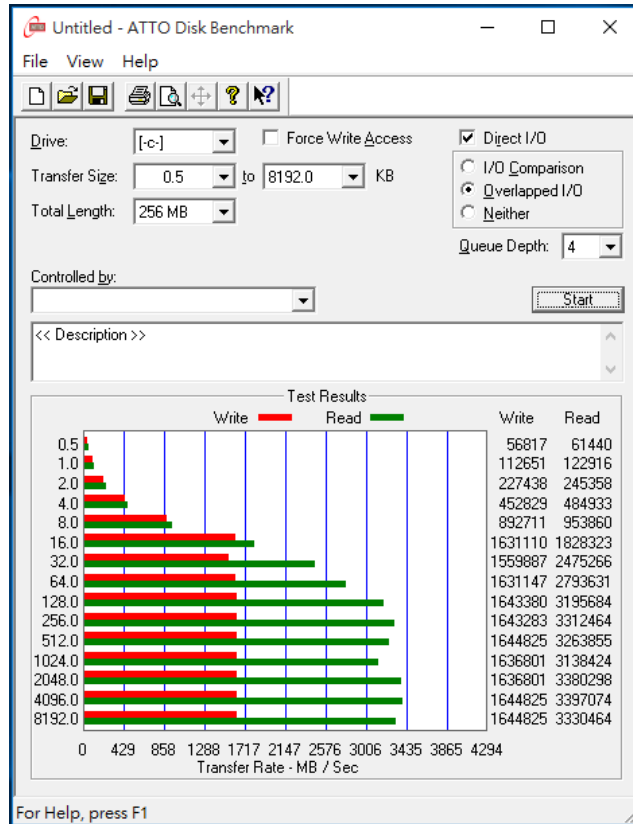 Untitled - ATTO Disk Benchmark
File View Help
Drive: [-c-] Force Write Access Direct I/O
Transfer Size: 0.5 to 8192.0 KB I/O Comparison
Overlapped I/O
Total Length: 256 MB Neither
Queue Depth: 4
Controlled by:
Start
<< Description >>
Test Results
Write Read Write Read
0.5 56817 61440
1.0 112651 122916
2.0 227438 245358
4.0 452829 484933
8.0 892711 953860
16.0 1631110 1828323
32.0 1559887 2475266
64.0 1631147 2793631
128.0 1643380 3195684
256.0 1643283 3312464
512.0 1644825 3263855
1024.0 1636801 3138424
2048.0 1636801 3380298
4096.0 1644825 3397074
8192.0 1644825 3330464
0 429 858 1288 1717 2147 2576 3006 3435 3865 4294
Transfer Rate - MB / Sec
For Help, press F1